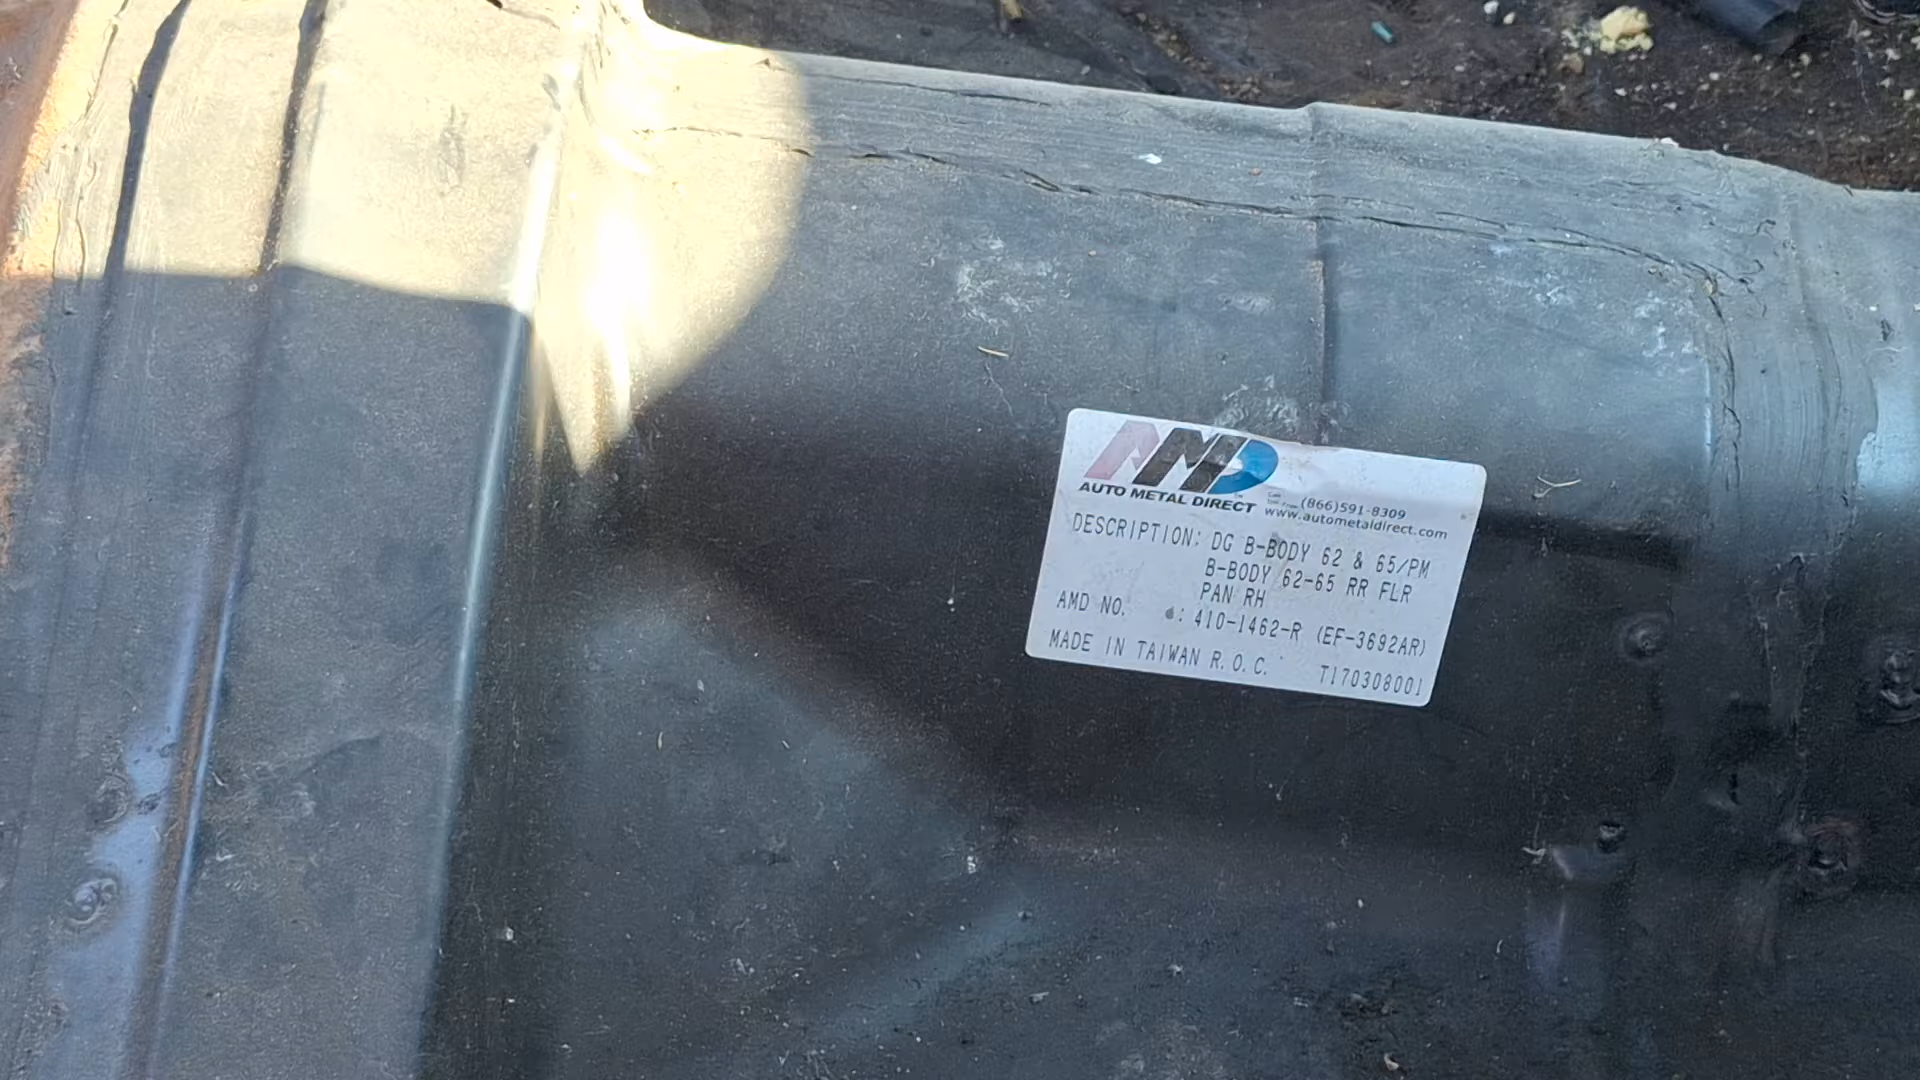 AMD
AUTO METAL DIRECT
(866)591-8309
www.autometaldirect.com
DESCRIPTION: DG B-BODY 62 & 65/PM
B-BODY 62-65 RR FLR
PAN RH
AMD NO. : 410-1462-R (EF-3692AR)
MADE IN TAIWAN R.O.C. T170308001